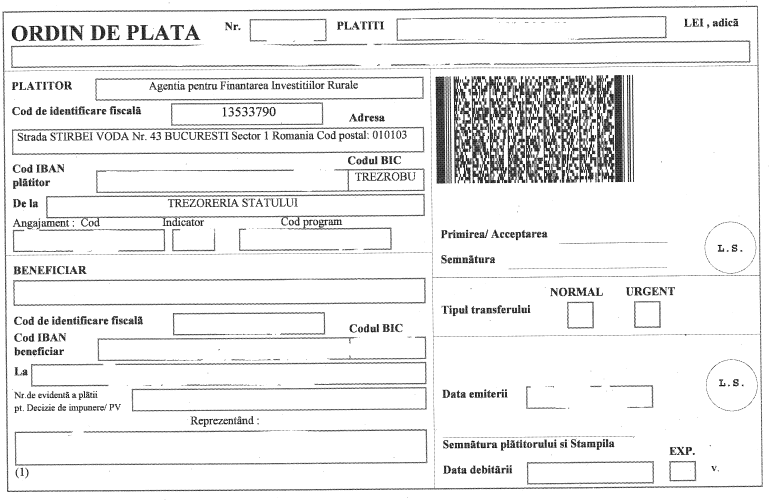 ORDIN DE PLATA Nr. PLATITI LEI , adică
PLATITOR Agentia pentru Finantarea Investitiilor Rurale
Cod de identificare fiscală 13533790
Adresa
Strada STIRBEI VODA Nr. 43 BUCURESTI Sector 1 Romania Cod postal: 010103
Cod IBAN
plătitor
Codul BIC
TREZROBU
De la TREZORERIA STATULUI
Angajament : Cod Indicator Cod program
BENEFICIAR
Cod de identificare fiscală
Cod IBAN
beneficiar
Codul BIC
La
Nr.de evidentă a plătii
pt. Decizie de impunere/ PV
Reprezentând :
(1)
Primirea/ Acceptarea
Semnătura
L.S.
NORMAL URGENT
Tipul transferului
Data emiterii
L.S.
Semnătura plătitorului si Stampila
EXP.
Data debitării
v.